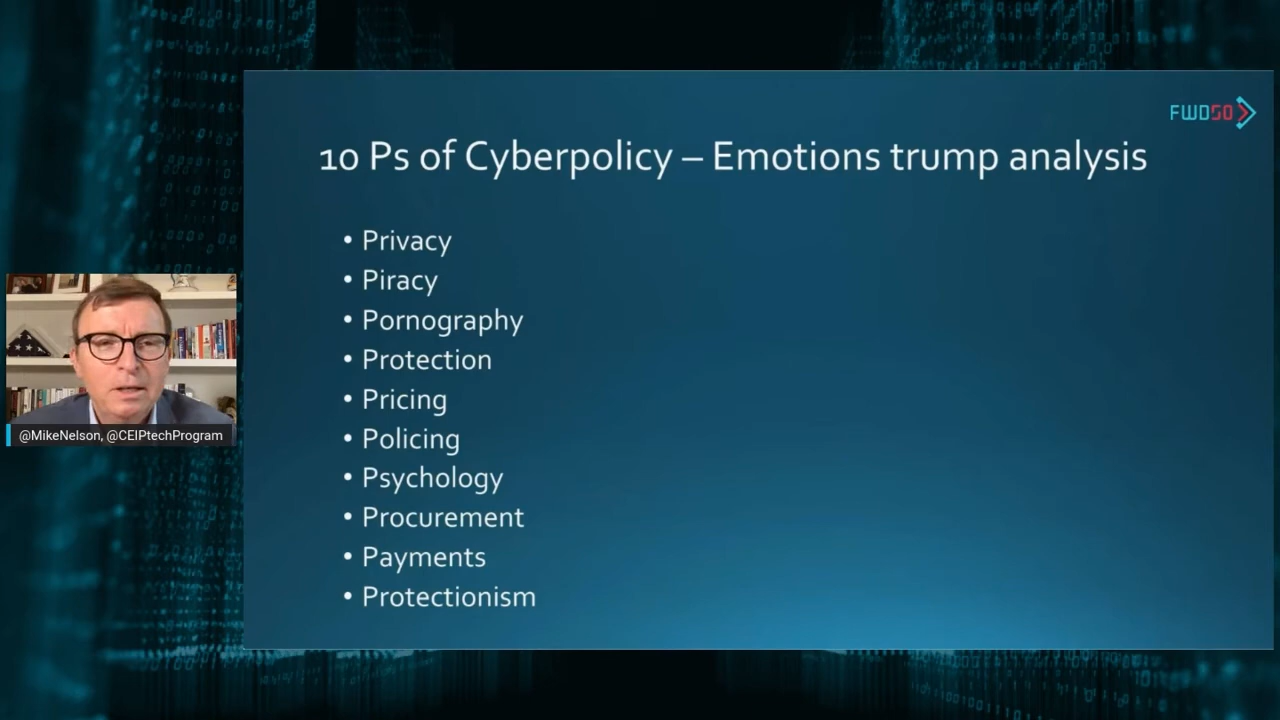 FWD50
10 Ps of Cyberpolicy – Emotions trump analysis
• Privacy
• Piracy
• Pornography
• Protection
• Pricing
• Policing
• Psychology
• Procurement
• Payments
• Protectionism
@MikeNelson, @CEIPtechProgram